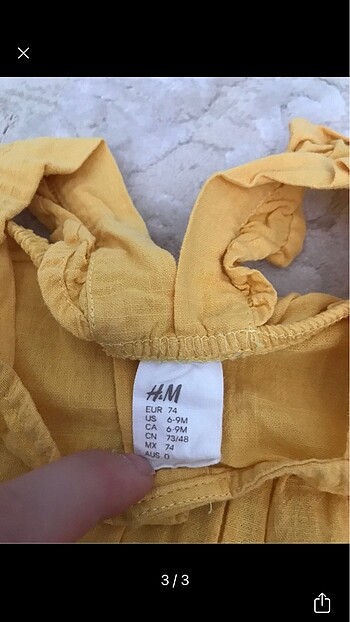 H&M
EUR 74
US 6-9M
CA 6-9M
CN 73/48
MX 74
AUS 0
3/3